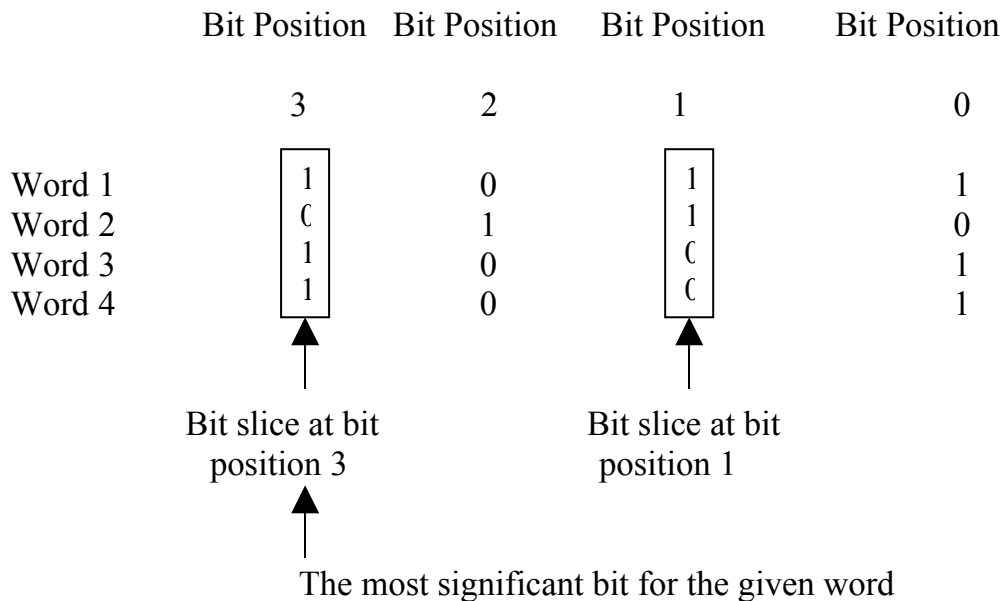 Bit Position Bit Position Bit Position Bit Position
3 2 1 0
Word 1 1 0 1 1
Word 2 0 1 1 0
Word 3 1 0 0 1
Word 4 1 0 0 1
Bit slice at bit Bit slice at bit
position 3 position 1
The most significant bit for the given word